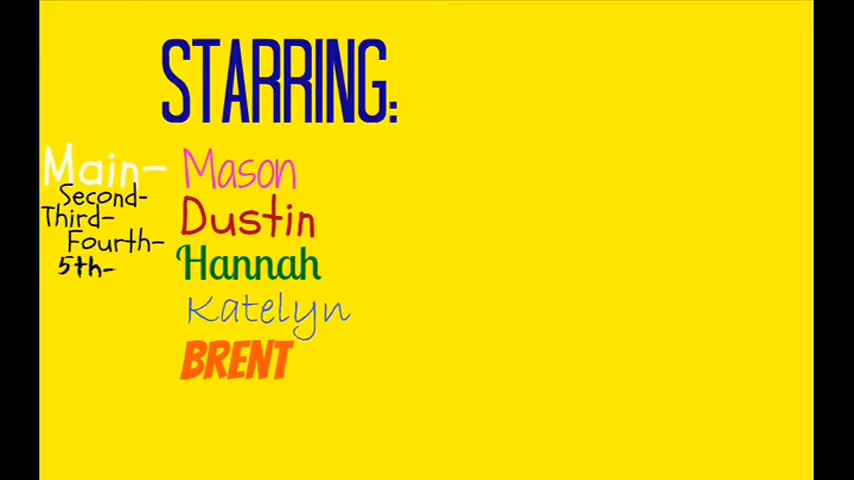 STARRING:
Main- Mason
Second-
Third- Dustin
Fourth-
5th- Hannah
Katelyn
BRENT